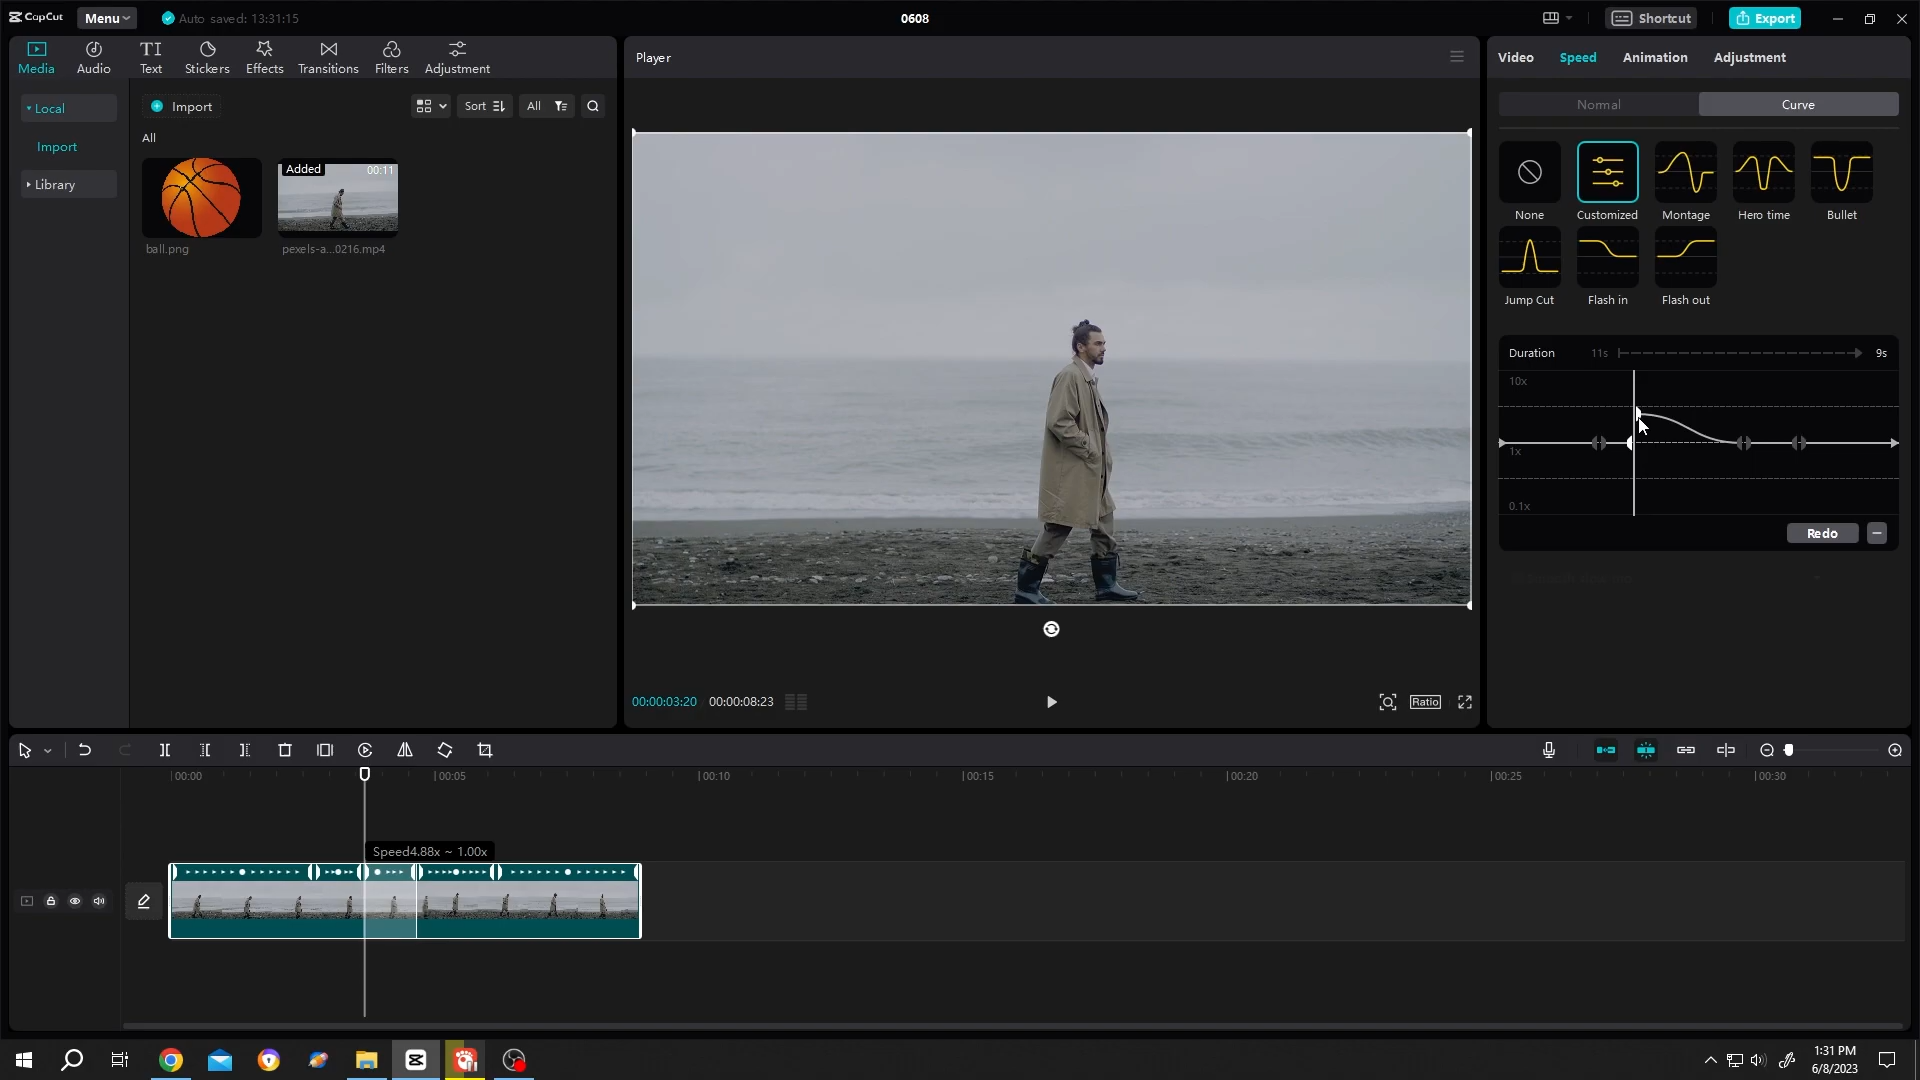 CapCut
Menu
Auto saved: 13:31:15
0608
Shortcut
Export
Media
Audio
TI
Text
Stickers
Effects
Transitions
Filters
Adjustment
Local
Import
Library
Import
Sort
All
All
ball.png
Added
00:11
pexels-a...0216.mp4
Player
00:00:03:20
00:00:08:23
Ratio
Video
Speed
Animation
Adjustment
Normal
Curve
None
Customized
Montage
Hero time
Bullet
Jump Cut
Flash in
Flash out
Duration
11s
9s
10x
1x
0.1x
Redo
Smooth slow-mo
00:00
00:05
00:10
00:15
00:20
00:25
00:30
Speed4.88x ~ 1.00x
1:31 PM
6/8/2023